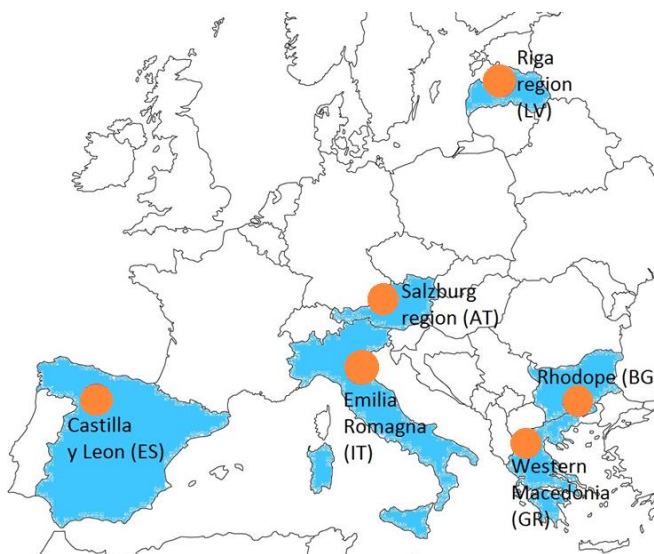 Riga
region
(LV)
Salzburg
region (AT)
Rhodope (BG
Emilia
Romagna
(IT)
Castilla
y Leon (ES)
Western
Macedonia
(GR)